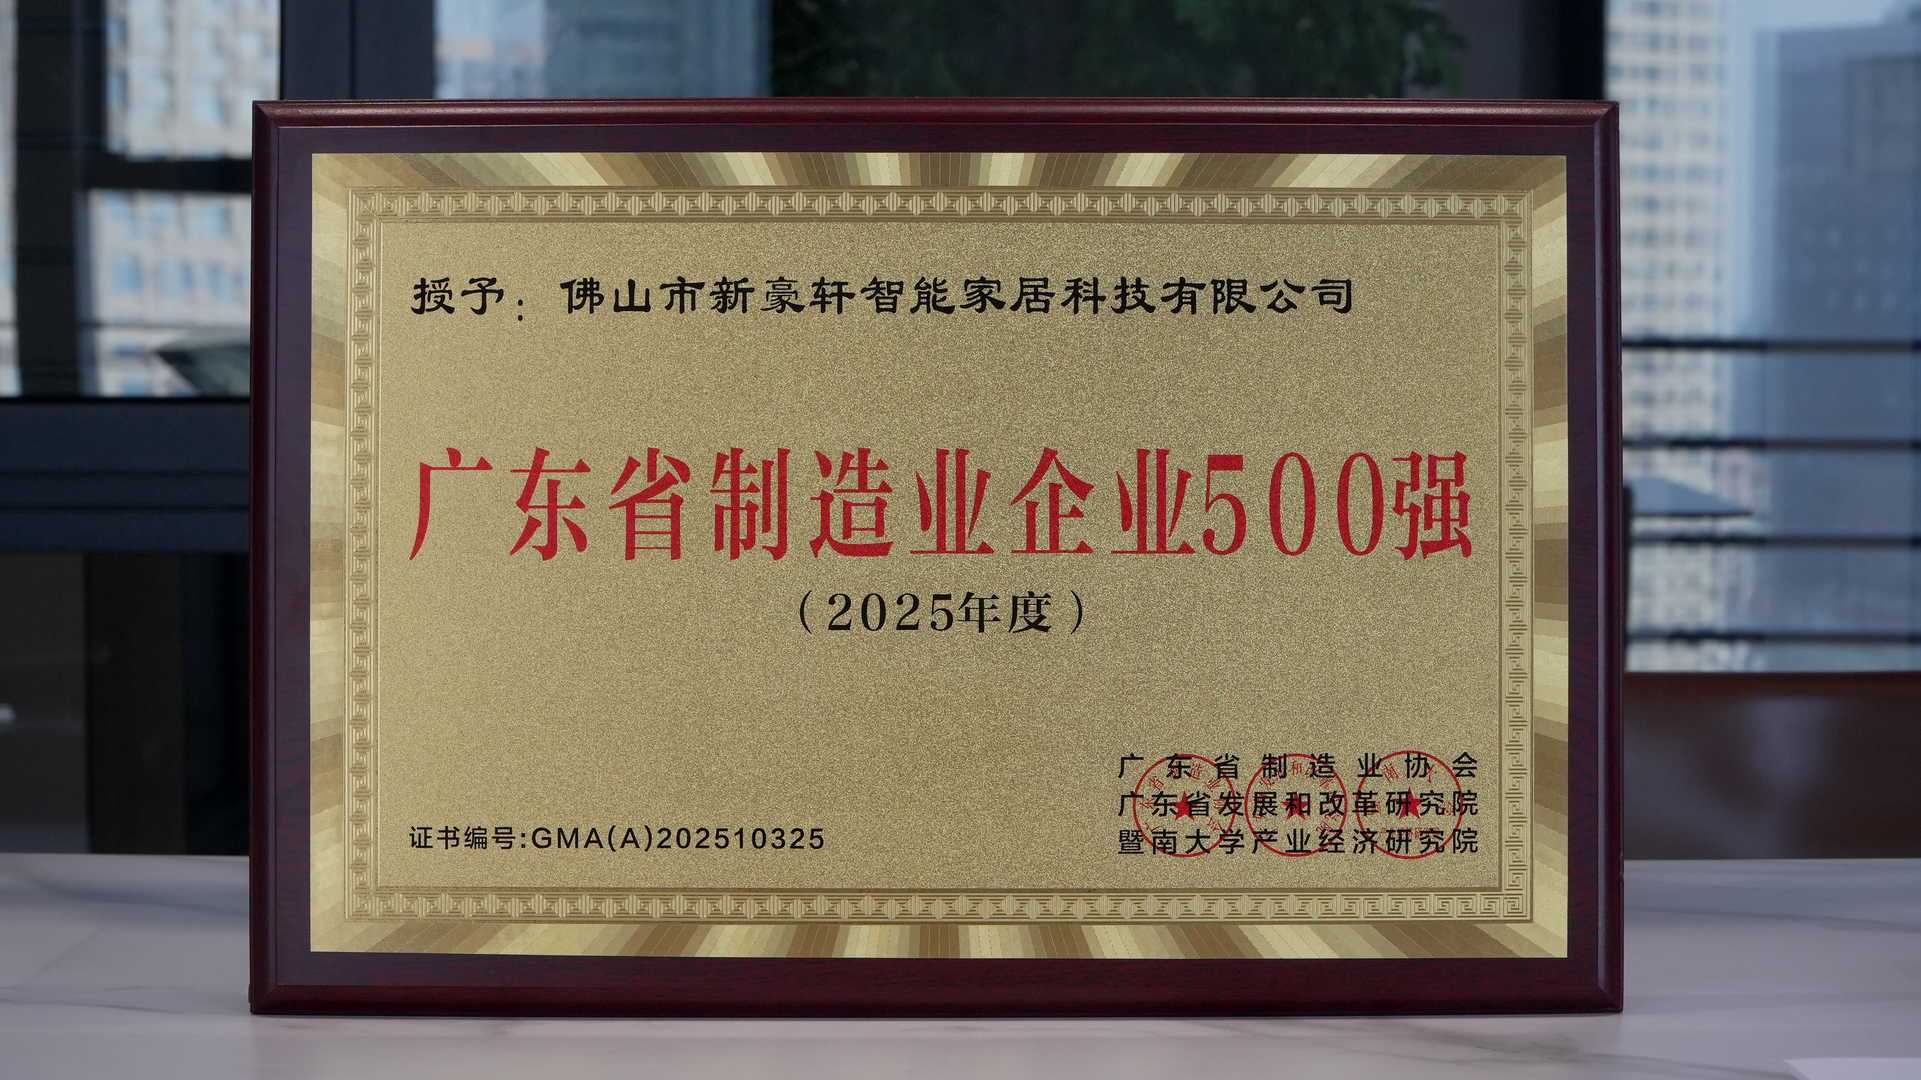 授予：佛山市新豪轩智能家居科技有限公司
广东省制造业企业500强
（2025年度）
广东省制造业协会
广东省发展和改革研究院
暨南大学产业经济研究院
证书编号:GMA(A)202510325